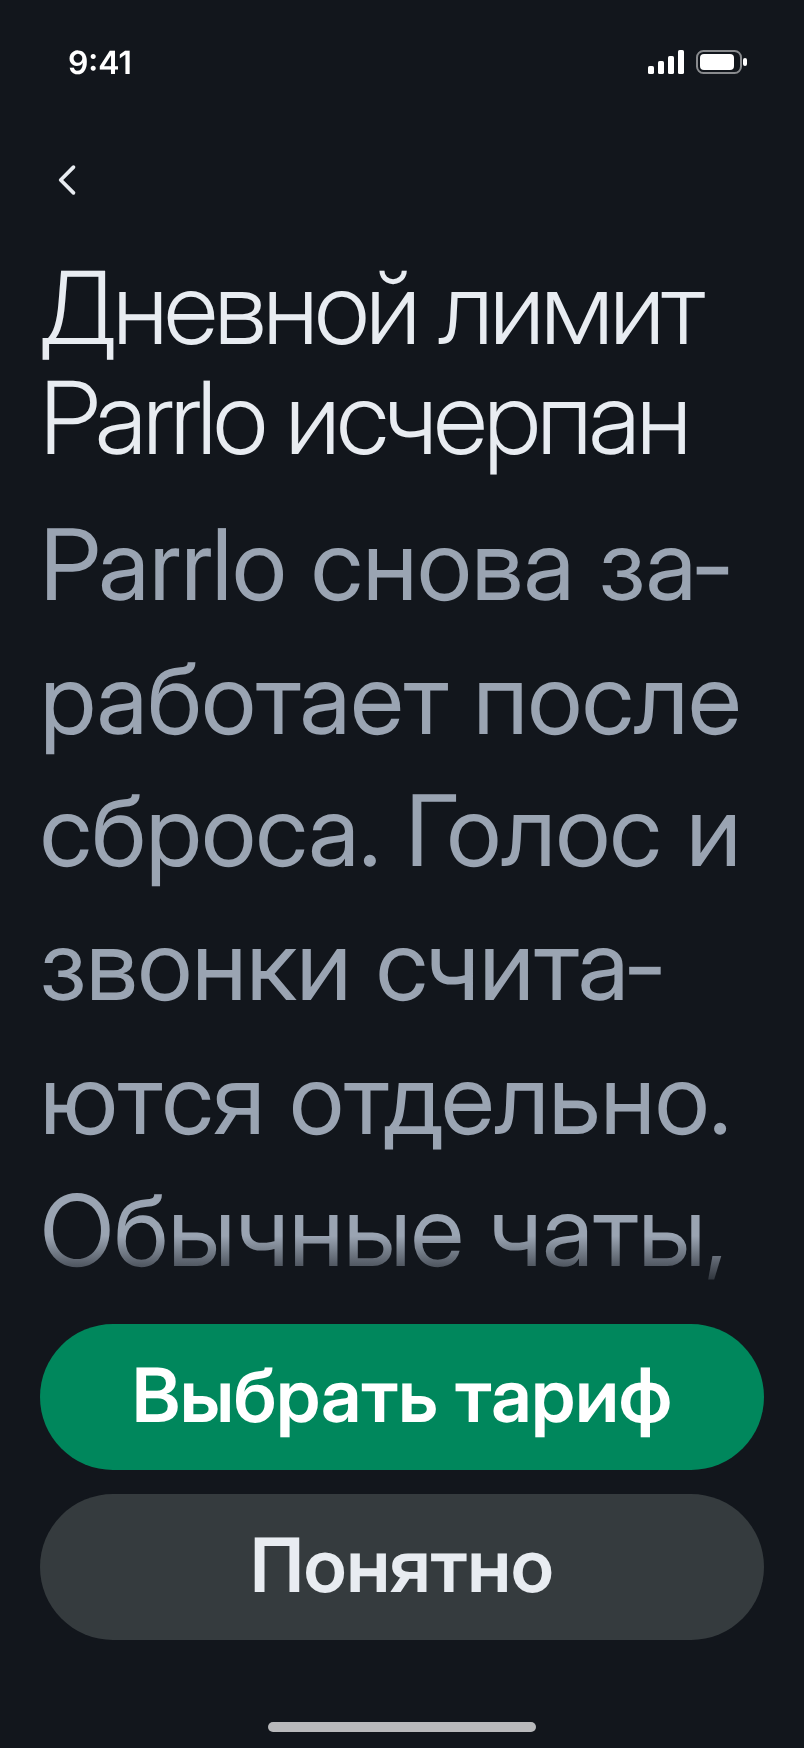 9:41
Дневной лимит
Parrlo исчерпан
Parrlo снова за-
работает после
сброса. Голос и
звонки счита-
ются отдельно.
Обычные чаты,
Выбрать тариф
Понятно